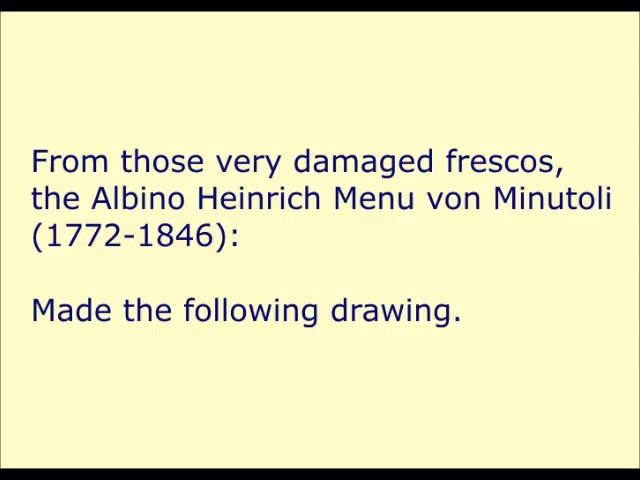 From those very damaged frescos,
the Albino Heinrich Menu von Minutoli
(1772-1846):
Made the following drawing.